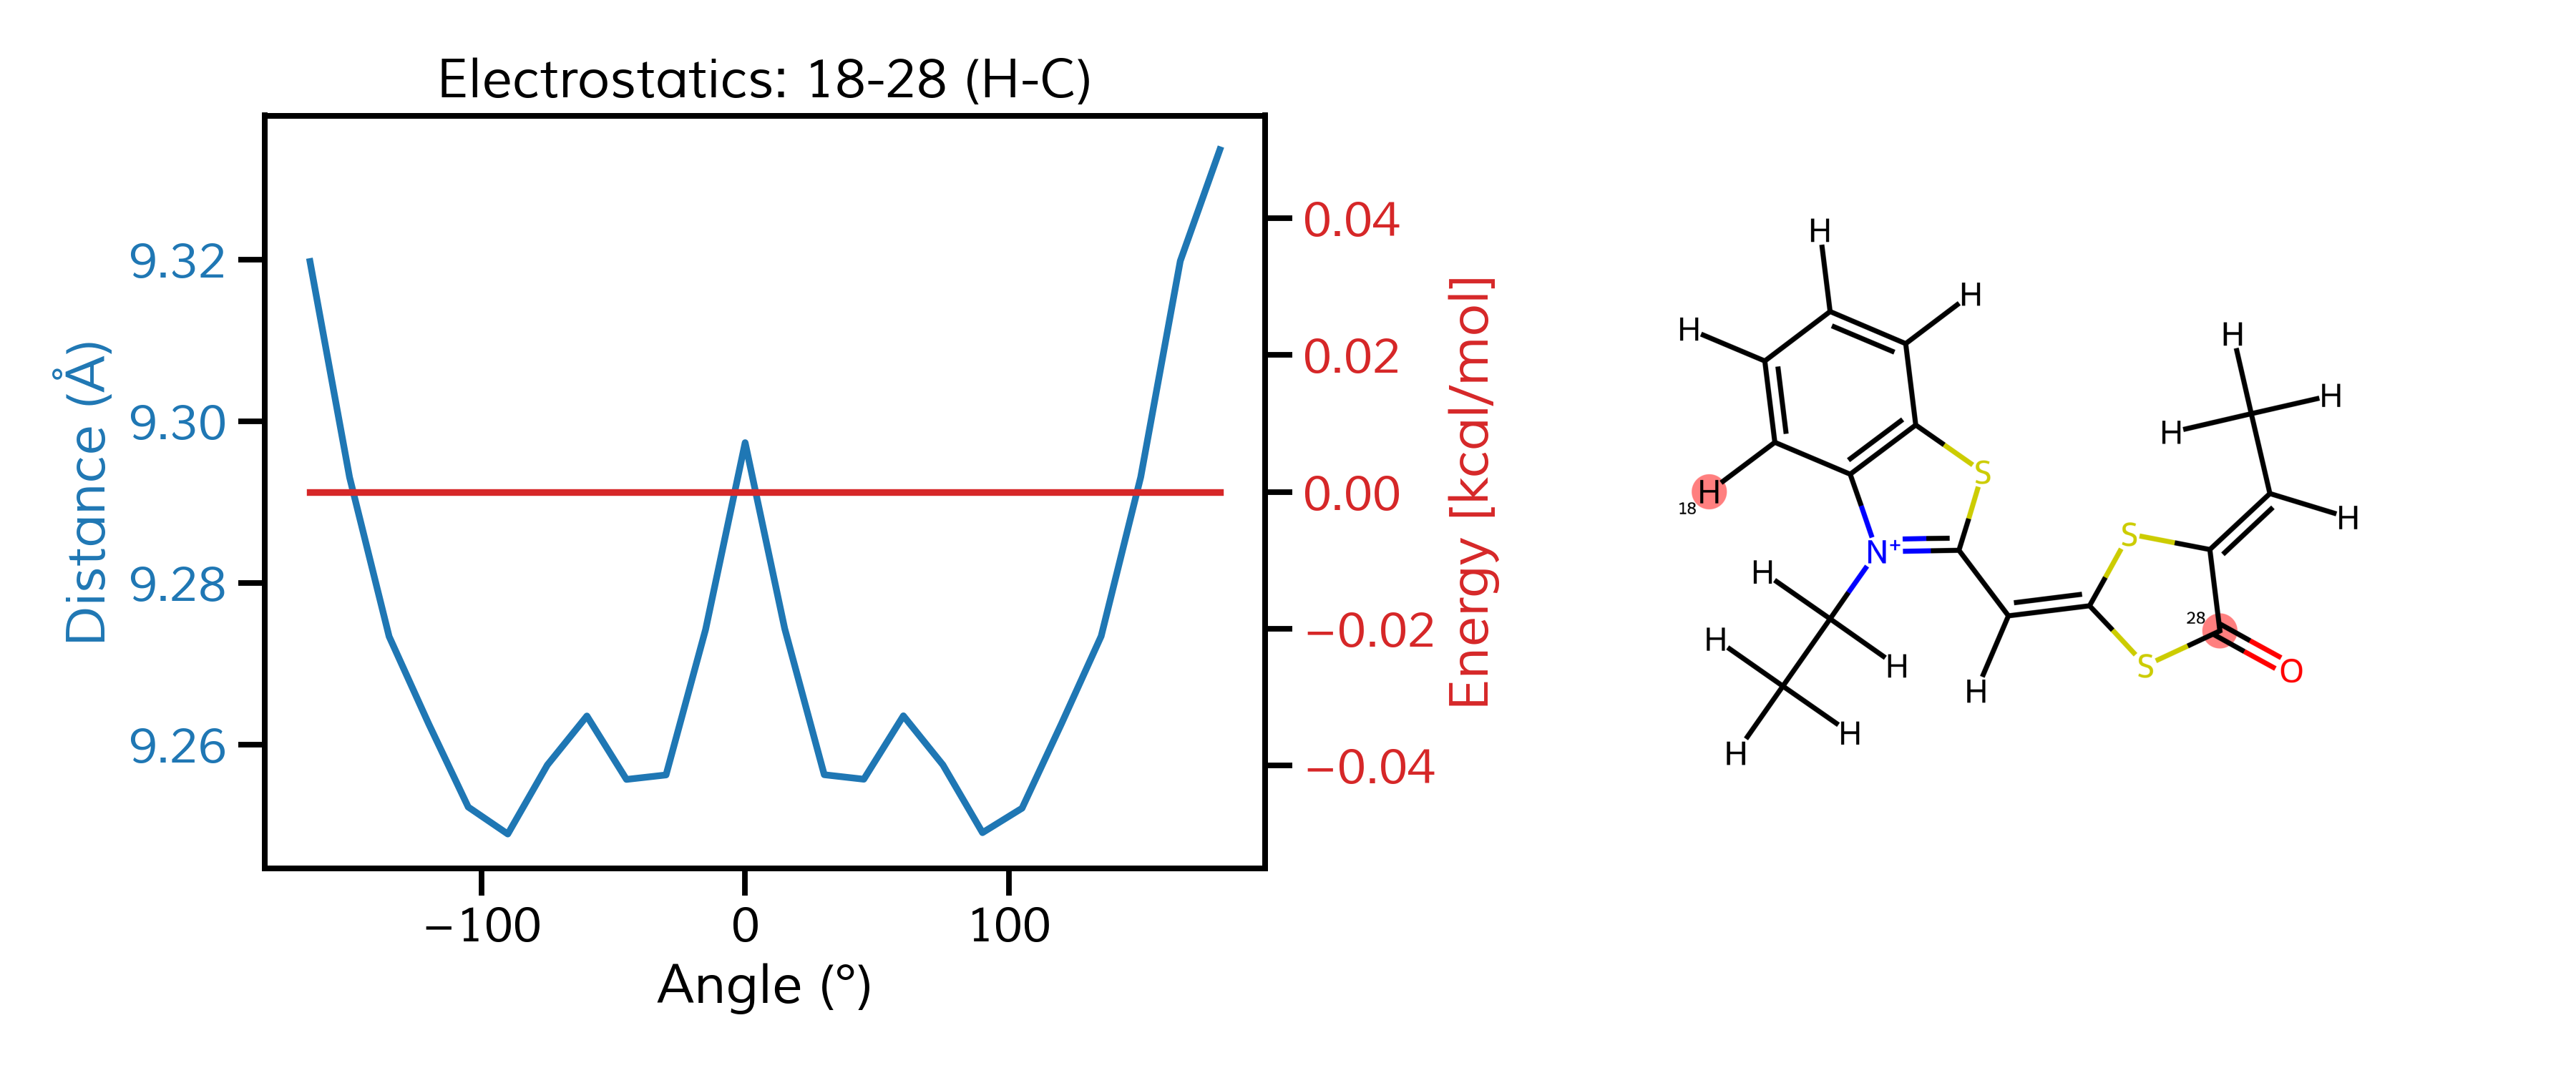 Electrostatics: 18-28 (H-C)
Distance (Å)
9.32
9.30
9.28
9.26
−100
0
100
Angle (°)
0.04
0.02
0.00
−0.02
−0.04
Energy [kcal/mol]
H
H
H
H
18
S
N+
H
H
H
H
H
H
S
S
28
O
H
H
H
H